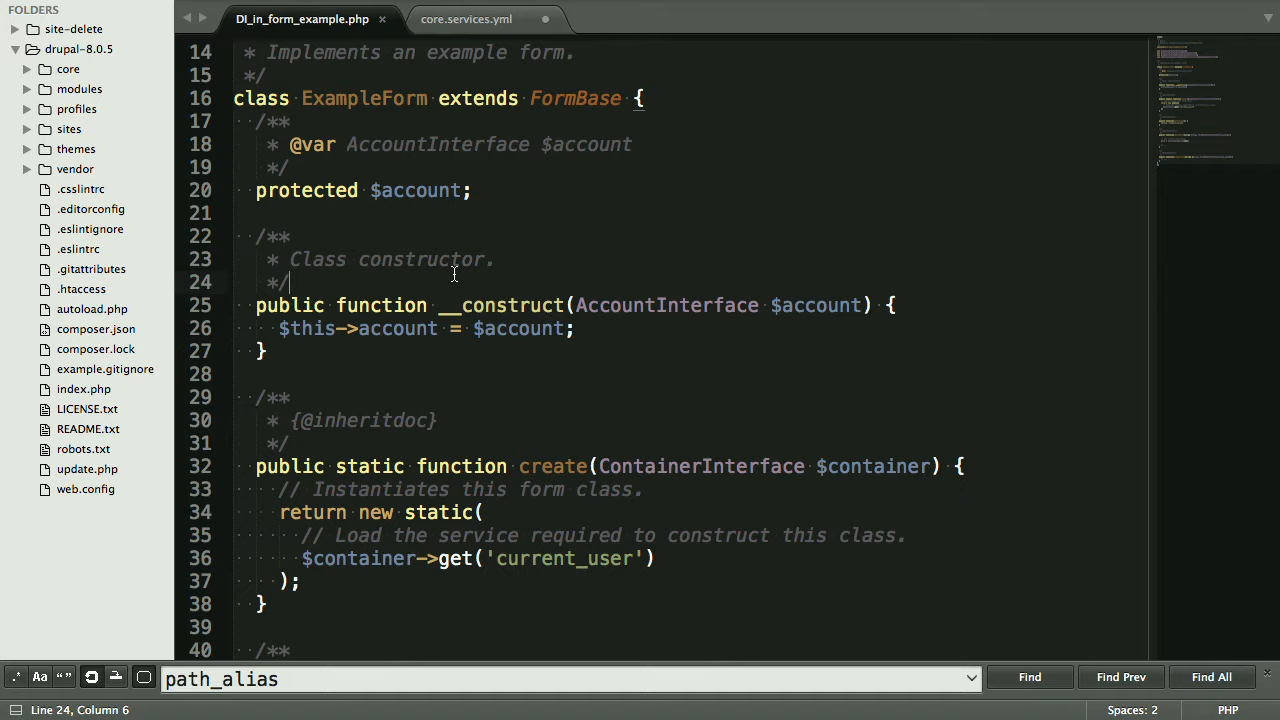 FOLDERS
site-delete
drupal-8.0.5
core
modules
profiles
sites
themes
vendor
.csslintrc
.editorconfig
.eslintignore
.eslintrc
.gitattributes
.htaccess
autoload.php
composer.json
composer.lock
example.gitignore
index.php
LICENSE.txt
README.txt
robots.txt
update.php
web.config
DI_in_form_example.php ×
core.services.yml
14 * Implements an example form.
15 */
16 class ExampleForm extends FormBase {
17 /**
18 * @var AccountInterface $account
19 */
20 protected $account;
21
22 /**
23 * Class constructor.
24 */
25 public function __construct(AccountInterface $account) {
26 $this->account = $account;
27 }
28
29 /**
30 * {@inheritdoc}
31 */
32 public static function create(ContainerInterface $container) {
33 // Instantiates this form class.
34 return new static(
35 // Load the service required to construct this class.
36 $container->get('current_user')
37 );
38 }
39
40 /**
.* Aa “” path_alias Find Find Prev Find All ×
Line 24, Column 6 Spaces: 2 PHP